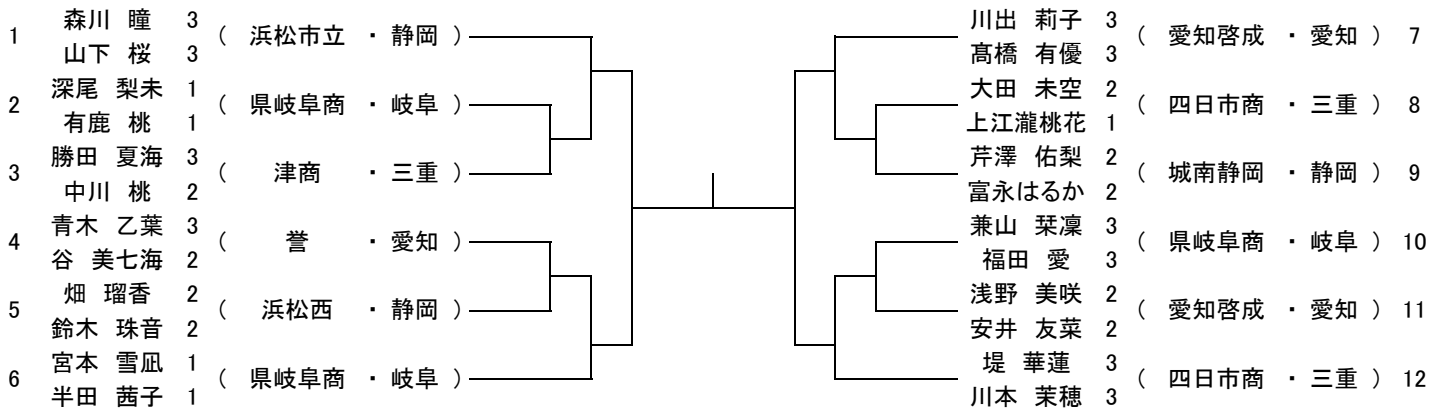 森川 瞳 3
1 ( 浜松市立 ・ 静岡 )
山下 桜 3
深尾 梨未 1
2 ( 県岐阜商 ・ 岐阜 )
有鹿 桃 1
勝田 夏海 3
3 ( 津商 ・ 三重 )
中川 桃 2
青木 乙葉 3
4 ( 誉 ・ 愛知 )
谷 美七海 2
畑 瑠香 2
5 ( 浜松西 ・ 静岡 )
鈴木 珠音 2
宮本 雪凪 1
6 ( 県岐阜商 ・ 岐阜 )
半田 茜子 1
川出 莉子 3
( 愛知啓成 ・ 愛知 ) 7
髙橋 有優 3
大田 未空 2
( 四日市商 ・ 三重 ) 8
上江瀧桃花 1
芹澤 佑梨 2
( 城南静岡 ・ 静岡 ) 9
富永はるか 2
兼山 栞凜 3
( 県岐阜商 ・ 岐阜 ) 10
福田 愛 3
浅野 美咲 2
( 愛知啓成 ・ 愛知 ) 11
安井 友菜 2
堤 華蓮 3
( 四日市商 ・ 三重 ) 12
川本 茉穂 3